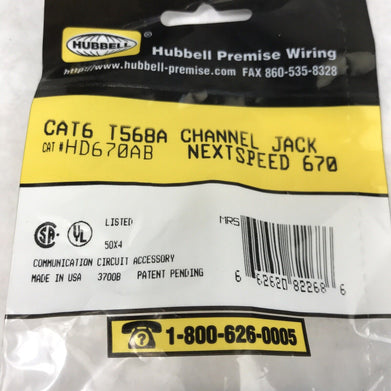 HUBBELL
Hubbell Premise Wiring
http://www.hubbell-premise.com FAX 860-535-8328
CAT6 T568A CHANNEL JACK
CAT # HD670AB NEXTSPEED 670
LISTED
50X4
MRS
COMMUNICATION CIRCUIT ACCESSORY
MADE IN USA 3700B PATENT PENDING
6 62620 82268 6
1-800-626-0005